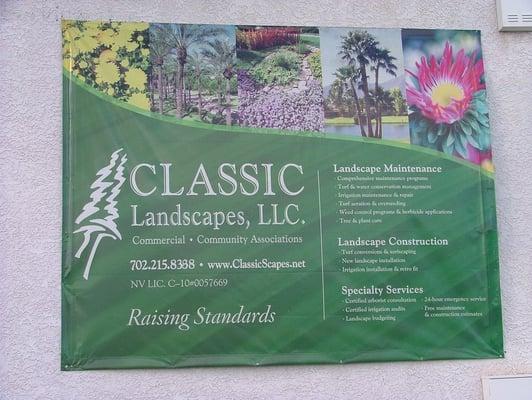 CLASSIC
Landscapes, LLC.
Commercial • Community Associations
702.215.8338 • www.ClassicScapes.net
NV LIC. C–10#0057669
Raising Standards
Landscape Maintenance
· Comprehensive maintenance programs
· Turf & water conservation management
· Irrigation maintenance & repair
· Turf aeration & overseeding
· Weed control programs & herbicide applications
· Tree & plant care
Landscape Construction
· Turf conversions & xeriscaping
· New landscape installation
· Irrigation installation & retro fit
Specialty Services
· Certified arborist consultation
· Certified irrigation audits
· Landscape budgeting
· 24-hour emergency service
· Free maintenance
& construction estimates